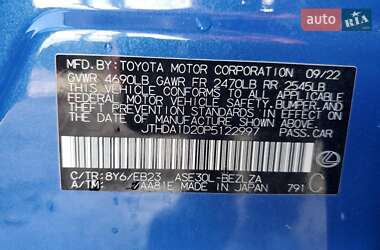 AUTO RIA.com
MFD.BY: TOYOTA MOTOR CORPORATION 09/22
GVWR 4690LB GAWR FR 2470LB RR 2545LB
THIS VEHICLE CONFORMS TO ALL APPLICABLE
FEDERAL MOTOR VEHICLE SAFETY, BUMPER,
AND THEFT PREVENTION STANDARDS IN
EFFECT ON THE DATE OF MANUFACTURE
SHOWN ABOVE.
JTHDA1D20P5122997 PASS.CAR
C/TR:8Y6/EB23 ASE30L-BEZLZA
A/TM: /AA81E MADE IN JAPAN 791
C